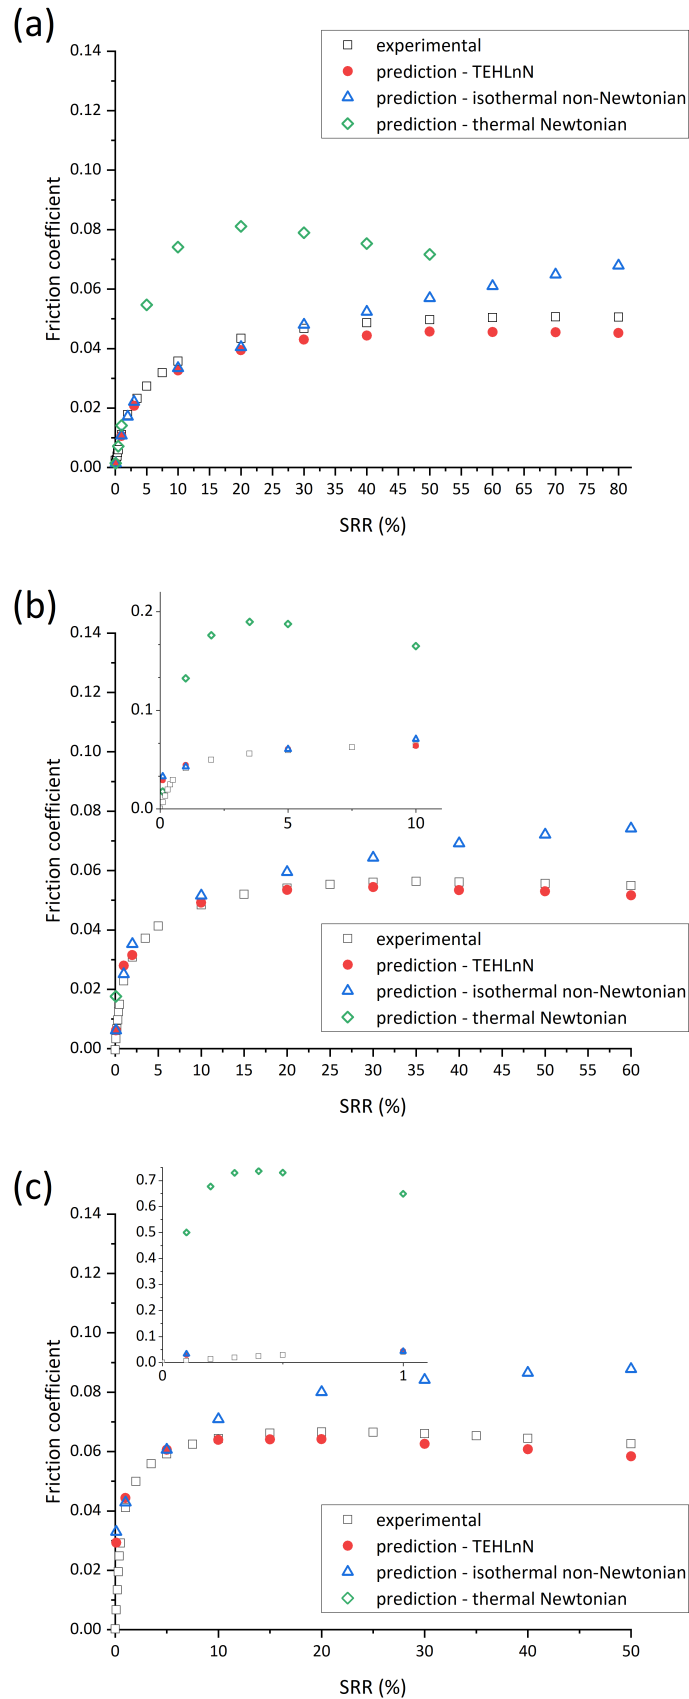 (a)
0.14
0.12
0.10
0.08
0.06
0.04
0.02
0.00
Friction coefficient
experimental
prediction - TEHLnN
prediction - isothermal non-Newtonian
prediction - thermal Newtonian
0 5 10 15 20 25 30 35 40 45 50 55 60 65 70 75 80
SRR (%)
(b)
0.14
0.12
0.10
0.08
0.06
0.04
0.02
0.00
Friction coefficient
0.2
0.1
0.0
0 5 10
experimental
prediction - TEHLnN
prediction - isothermal non-Newtonian
prediction - thermal Newtonian
0 5 10 15 20 25 30 35 40 45 50 55 60
SRR (%)
(c)
0.14
0.12
0.10
0.08
0.06
0.04
0.02
0.00
Friction coefficient
0.7
0.6
0.5
0.4
0.3
0.2
0.1
0.0
0 1
experimental
prediction - TEHLnN
prediction - isothermal non-Newtonian
prediction - thermal Newtonian
0 5 10 15 20 25 30 35 40 45 50
SRR (%)